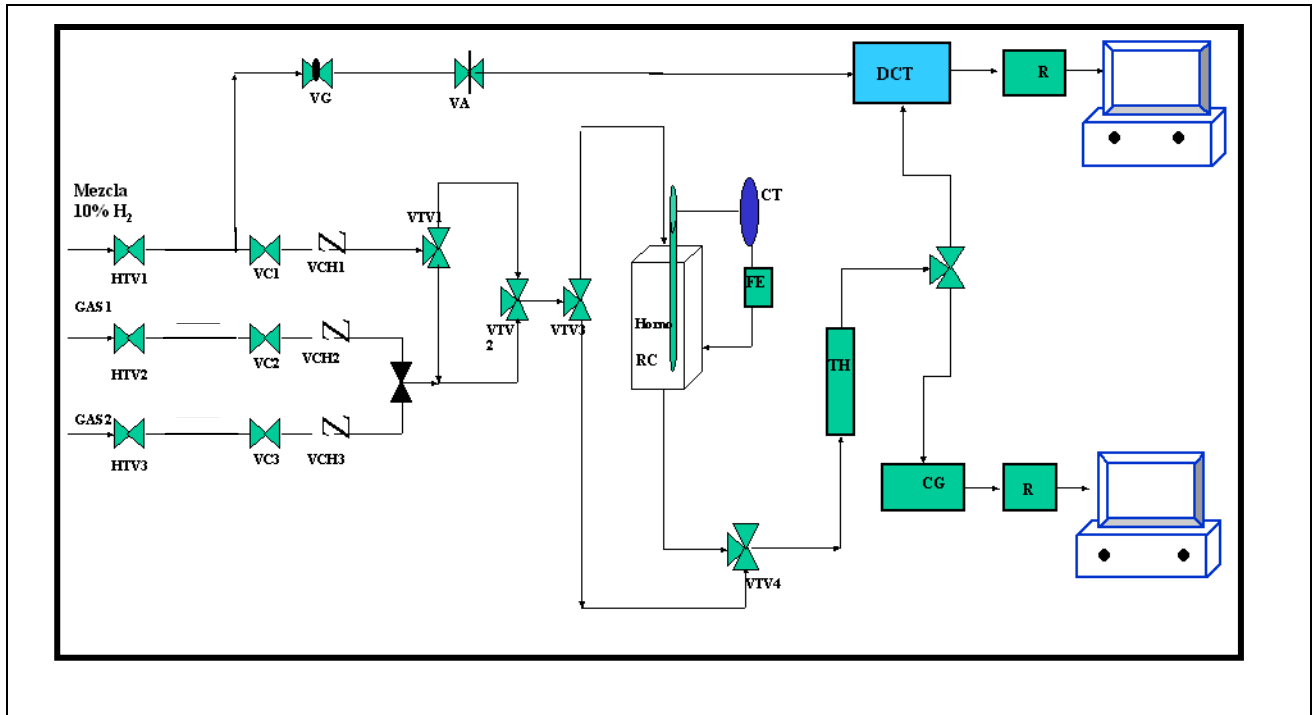 DCT
R
VG
VA
Mezcla
10% H2
CT
VTV1
HTV1
VC1
VCH1
FE
GAS1
Horno
VTV
2
VTV3
RC
HTV2
VC2
VCH2
TH
GAS2
HTV3
VC3
VCH3
CG
R
VTV4